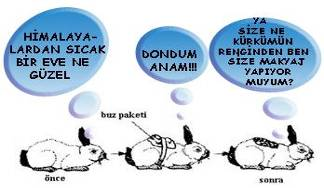 HİMALAYA-
LARDAN SICAK
BİR EVE NE
GÜZEL
DONDUM
ANAM!!!
YA
SİZE NE
KÜRKÜMÜN
RENGİNDEN BEN
SİZE MAKYAJ
YAPIYOR
MUYUM?
buz paketi
önce
sonra